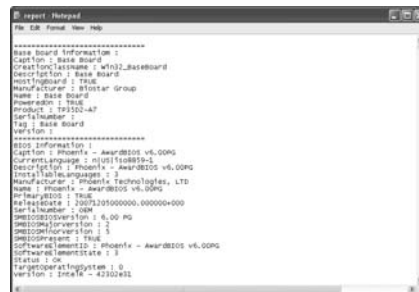 report - Notepad
File Edit Format View Help
==============================
Base Board information :
Caption : Base Board
CreationClassName : Win32_BaseBoard
Description : Base Board
HostingBoard : TRUE
Manufacturer : Biostar Group
Name : Base Board
PoweredOn : TRUE
Product : TP35D2-A7
SerialNumber :
Tag : Base Board
Version :
==============================
BIOS Information :
Caption : Phoenix - AwardBIOS v6.00PG
CurrentLanguage : n|US|iso8859-1
Description : Phoenix - AwardBIOS v6.00PG
InstallableLanguages : 3
Manufacturer : Phoenix Technologies, LTD
Name : Phoenix - AwardBIOS v6.00PG
PrimaryBIOS : TRUE
ReleaseDate : 20071205000000.000000+000
SerialNumber : OEM
SMBIOSBIOSVersion : 6.00 PG
SMBIOSMajorVersion : 2
SMBIOSMinorVersion : 5
SMBIOSPresent : TRUE
SoftwareElementID : Phoenix - AwardBIOS v6.00PG
SoftwareElementState : 3
Status : OK
TargetOperatingSystem : 0
Version : IntelR - 42302e31